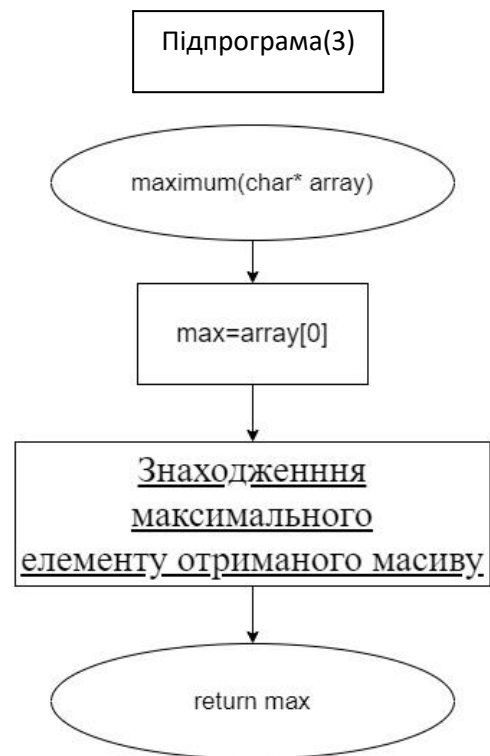 Підпрограма(3)
maximum(char* array)
max=array[0]
Знаходженння
максимального
елементу отриманого масиву
return max